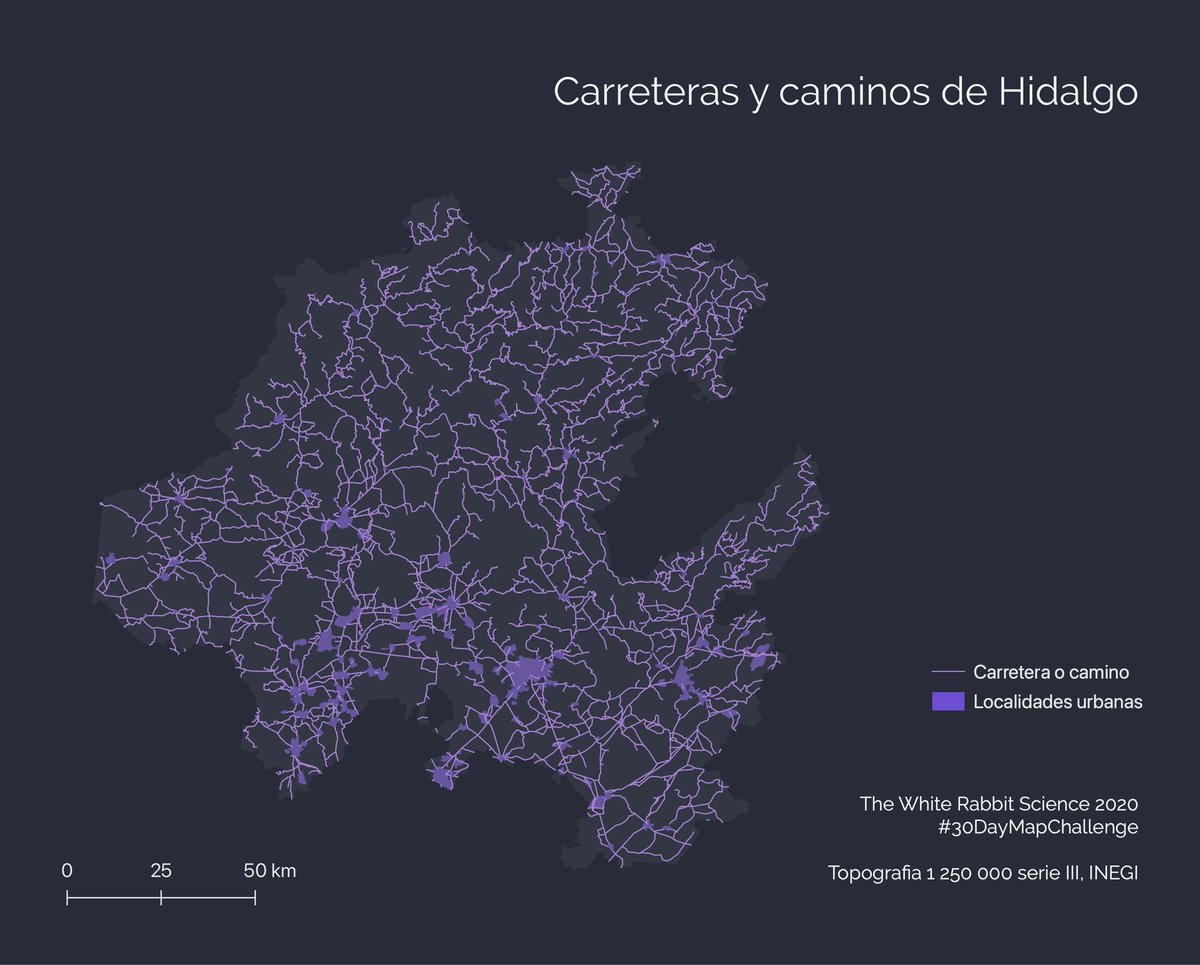 Carreteras y caminos de Hidalgo
Carretera o camino
Localidades urbanas
The White Rabbit Science 2020
#30DayMapChallenge
0 25 50 km
Topografia 1 250 000 serie III, INEGI